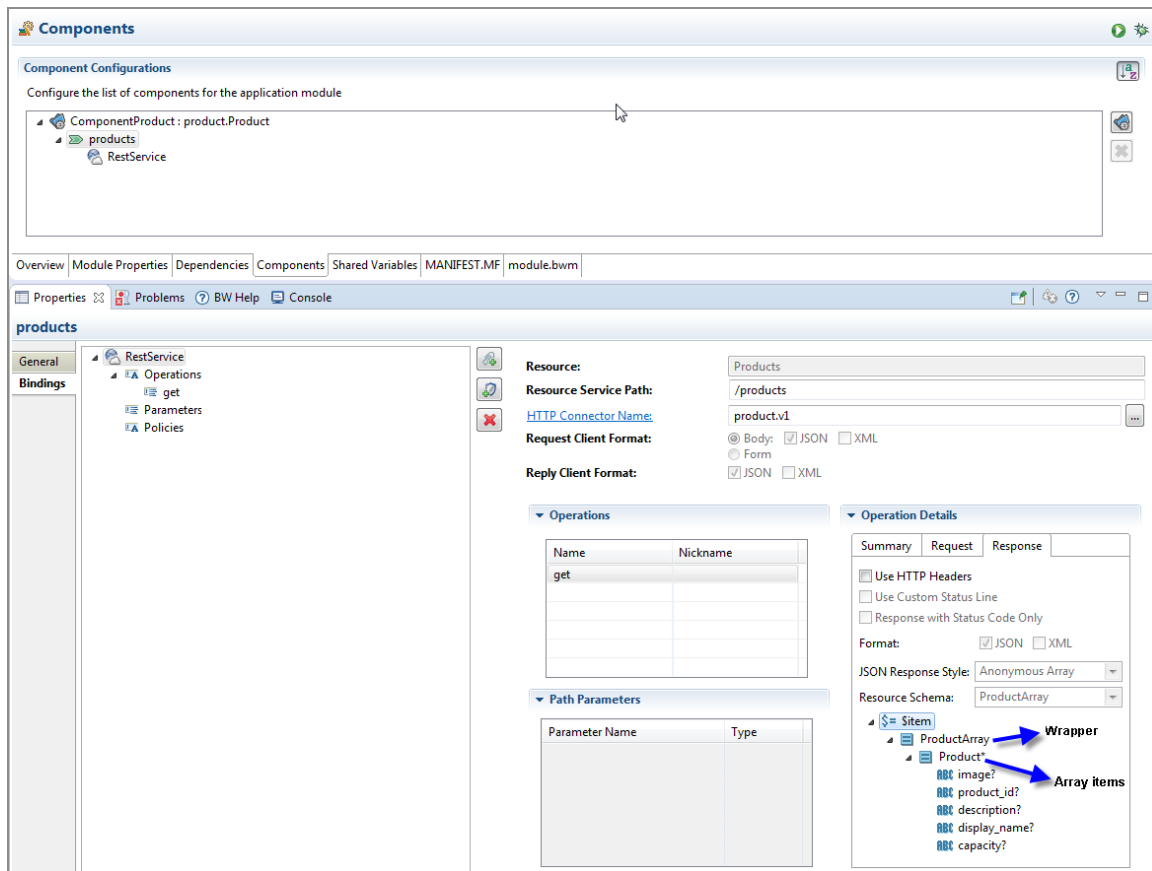 Components
Component Configurations
Configure the list of components for the application module
ComponentProduct : product.Product
products
RestService
Overview Module Properties Dependencies Components Shared Variables MANIFEST.MF module.bwm
Properties Problems BW Help Console
products
General
Bindings
RestService
Operations
get
Parameters
Policies
Resource: Products
Resource Service Path: /products
HTTP Connector Name: product.v1 ...
Request Client Format: Body: JSON XML
Form
Reply Client Format: JSON XML
Operations
Name Nickname
get
Path Parameters
Parameter Name Type
Operation Details
Summary Request Response
Use HTTP Headers
Use Custom Status Line
Response with Status Code Only
Format: JSON XML
JSON Response Style: Anonymous Array
Resource Schema: ProductArray
$= $item
ProductArray Wrapper
Product*
ABC image? Array items
ABC product_id?
ABC description?
ABC display_name?
ABC capacity?